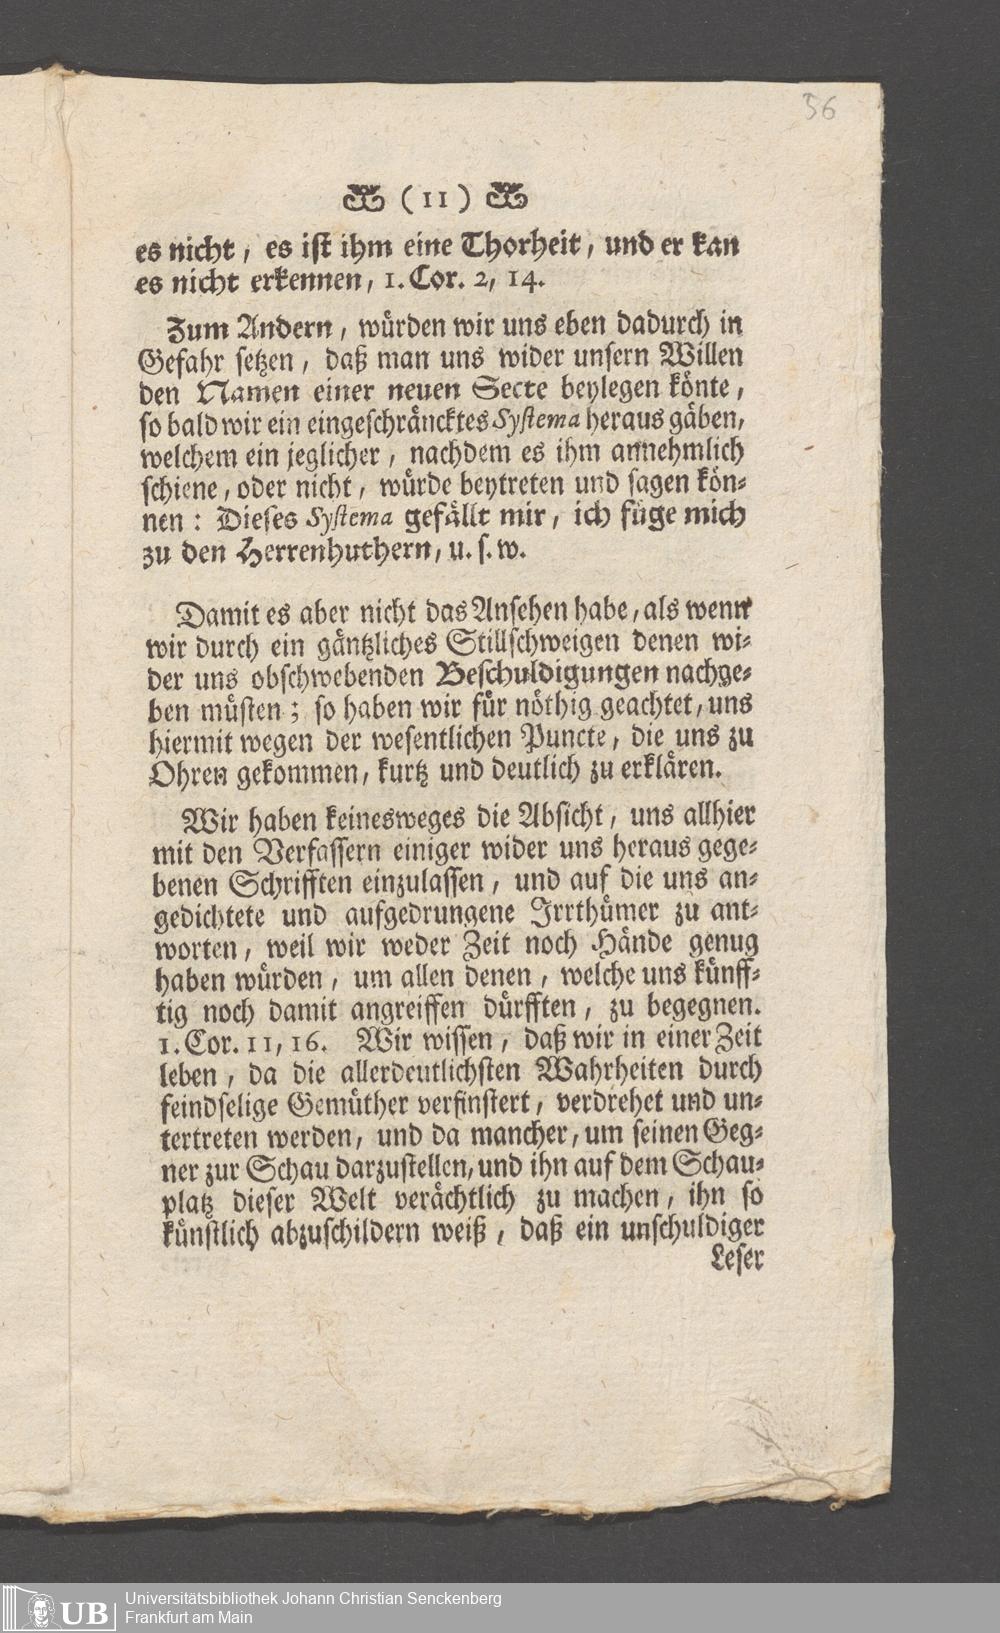 56
( 11 )
es nicht, es ist ihm eine Thorheit, und er kan
es nicht erkennen, 1. Cor. 2, 14.
Zum Andern, würden wir uns eben dadurch in
Gefahr setzen, daß man uns wider unsern Willen
den Namen einer neuen Secte beylegen könte,
so bald wir ein eingeschräncktes Systema heraus gäben,
welchem ein jeglicher, nachdem es ihm annehmlich
schiene, oder nicht, würde beytreten und sagen kön-
nen: Dieses Systema gefällt mir, ich füge mich
zu den Herrenhuthern, u. s. w.
Damit es aber nicht das Ansehen habe, als wenn
wir durch ein gäntzliches Stillschweigen denen wi-
der uns obschwebenden Beschuldigungen nachge-
ben müsten; so haben wir für nöthig geachtet, uns
hiermit wegen der wesentlichen Puncte, die uns zu
Ohren gekommen, kurtz und deutlich zu erklären.
Wir haben keinesweges die Absicht, uns allhier
mit den Verfassern einiger wider uns heraus gege-
benen Schrifften einzulassen, und auf die uns an-
gedichtete und aufgedrungene Irrthümer zu ant-
worten, weil wir weder Zeit noch Hände genug
haben würden, um allen denen, welche uns künff-
tig noch damit angreiffen dürfften, zu begegnen.
1. Cor. 11, 16. Wir wissen, daß wir in einer Zeit
leben, da die allerdeutlichsten Wahrheiten durch
feindselige Gemüther verfinstert, verdrehet und un-
tertreten werden, und da mancher, um seinen Geg-
ner zur Schau darzustellen, und ihn auf dem Schau-
platz dieser Welt verächtlich zu machen, ihn so
künstlich abzuschildern weiß, daß ein unschuldiger
Leser
UB
Universitätsbibliothek Johann Christian Senckenberg
Frankfurt am Main